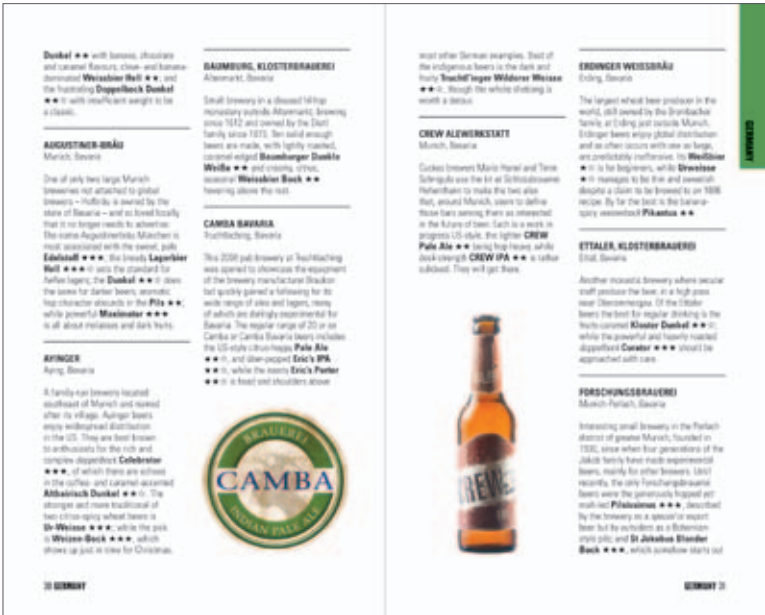 Dunkel ★★ with banana, chocolate
and caramel flavours, clove- and banana-
dominated Weissbier Hell ★★, and
the frustrating Doppelbock Dunkel
★★☆ with insufficient weight to be
a classic.
AUGUSTINER-BRÄU
Munich, Bavaria
One of only two large Munich
breweries not attached to global
brewers – Hofbräu is owned by the
state of Bavaria – and so loved locally
that it no longer needs to advertise.
The name Augustinerbräu München is
most associated with the sweet, pale
Edelstoff ★★★; the bready Lagerbier
Hell ★★★☆ sets the standard for
helles lagers; the Dunkel ★★☆ does
the same for darker beers; aromatic
hop character abounds in the Pils ★★;
while powerful Maximator ★★★
is all about molasses and dark fruits.
AYINGER
Aying, Bavaria
A family-run brewery located
southeast of Munich and named
after its village. Ayinger beers
enjoy widespread distribution
in the US. They are best known
to enthusiasts for the rich and
complex doppelbock Celebrator
★★★, of which there are echoes
in the coffee- and caramel-accented
Altbairisch Dunkel ★★☆. The
stronger and more traditional of
two citrus-spicy wheat beers is
Ur-Weisse ★★★; while the pick
is Weizen-Bock ★★★, which
shows up just in time for Christmas.
BAUMBURG, KLOSTERBRAUEREI
Altenmarkt, Bavaria
Small brewery in a disused hilltop
monastery outside Altenmarkt, brewing
since 1612 and owned by the Dietl
family since 1875. Ten solid enough
beers are made, with lightly roasted,
caramel-edged Baumburger Dunkle
Weiße ★★ and creamy, citrus,
seasonal Weissbier Bock ★★
hovering above the rest.
CAMBA BAVARIA
Truchtlaching, Bavaria
This 2008 pub brewery at Truchtlaching
was opened to showcase the equipment
of the brewery manufacturer Braukon
but quickly gained a following for its
wide range of ales and lagers, many
of which are daringly experimental for
Bavaria. The regular range of 20 or so
Camba or Camba Bavaria beers includes
the US-style citrus-hoppy Pale Ale
★★☆, and über-hopped Eric's IPA
★★☆, while the roasty Eric's Porter
★★☆ is head and shoulders above
BRAUEREI
CAMBA
INDIAN PALE ALE
30 GERMANY
most other German examples. Best of
the indigenous beers is the dark and
fruity Truchtl'inger Wilderer Weisse
★★☆, though the whole shebang is
worth a detour.
CREW ALEWERKSTATT
Munich, Bavaria
Cuckoo brewers Mario Hanel and Timm
Schnigula use the kit at Schlossbrauerei
Hohenthann to make the two ales
that, around Munich, seem to define
those bars serving them as interested
in the future of beer. Each is a work in
progress US-style, the lighter CREW
Pale Ale ★★ being hop-heavy, while
dock-strength CREW IPA ★★ is rather
subdued. They will get there.
CREW
ERDINGER WEISSBRÄU
Erding, Bavaria
The largest wheat beer producer in the
world, still owned by the Brombacher
family, at Erding just outside Munich.
Erdinger beers enjoy global distribution
and as often occurs with one so large,
are predictably inoffensive. Its Weißbier
★☆ is for beginners, while Urweisse
★☆ manages to be thin and sweetish
despite a claim to be brewed to an 1886
recipe. By far the best is the banana-
spicy weizenbock Pikantus ★★.
ETTALER, KLOSTERBRAUEREI
Ettal, Bavaria
Another monastic brewery where secular
staff produce the beer, in a high pass
near Oberammergau. Of the Ettaler
beers the best for regular drinking is the
fruity-caramel Kloster Dunkel ★★☆;
while the powerful and heavily roasted
doppelbock Curator ★★★ should be
approached with care.
FORSCHUNGSBRAUEREI
Munich-Perlach, Bavaria
Interesting small brewery in the Perlach
district of greater Munich, founded in
1930, since when four generations of the
Jakob family have made experimental
beers, mainly for other brewers. Until
recently, the only Forschungsbrauerei
beers were the generously hopped yet
malt-led Pilsissimus ★★★, described
by the brewery as a special or export
beer but by outsiders as a Bohemian-
style pils; and St Jakobus Blonder
Bock ★★★, which somehow starts out
GERMANY
GERMANY 31